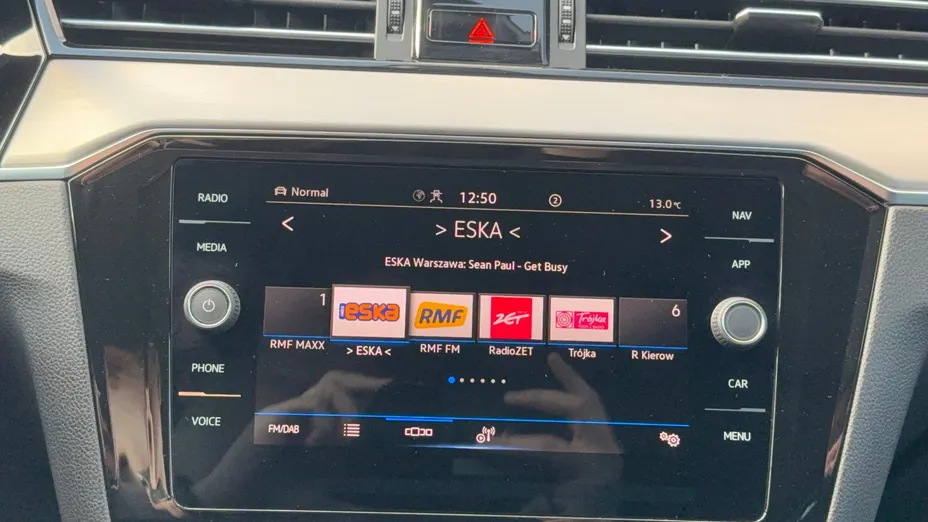 RADIO
MEDIA
PHONE
VOICE
Normal
12:50
2
13.0°C
< > ESKA < >
ESKA Warszawa: Sean Paul - Get Busy
1
eska
RMF
ZET
Trójka
6
RMF MAXX
> ESKA <
RMF FM
RadioZET
Trójka
R Kierow
FM/DAB
NAV
APP
CAR
MENU